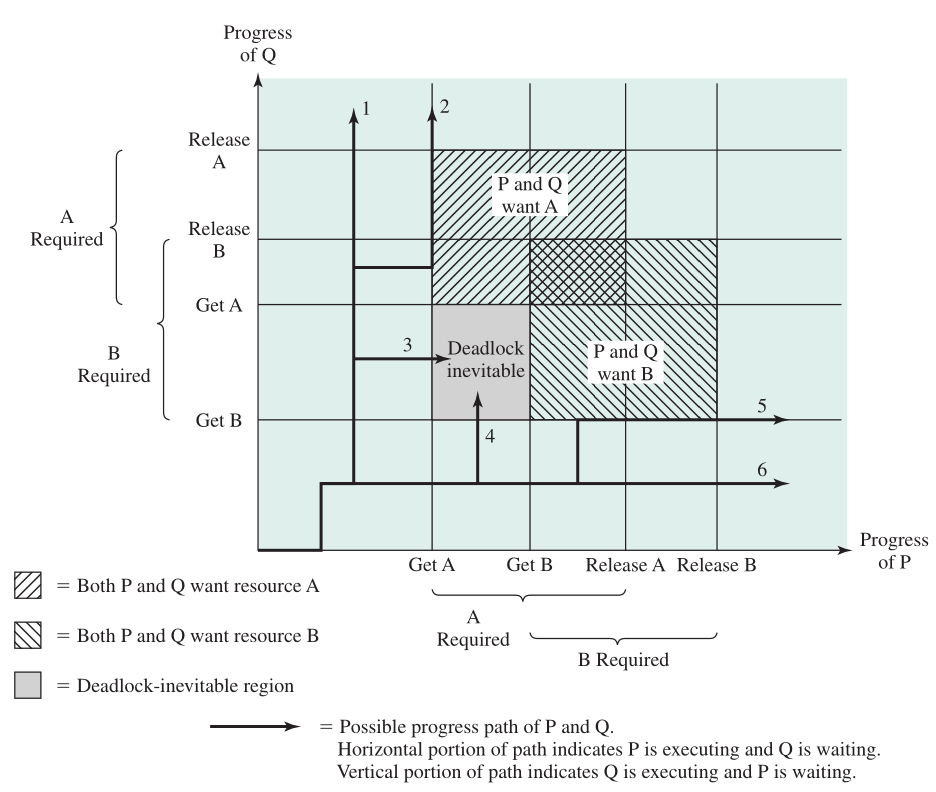 Progress
of Q
1
2
Release
A
P and Q
want A
A
Required
Release
B
Get A
3
Deadlock
inevitable
P and Q
want B
B
Required
Get B
4
5
6
Progress
of P
Get A
Get B
Release A
Release B
= Both P and Q want resource A
A
Required
= Both P and Q want resource B
B Required
= Deadlock-inevitable region
= Possible progress path of P and Q.
Horizontal portion of path indicates P is executing and Q is waiting.
Vertical portion of path indicates Q is executing and P is waiting.